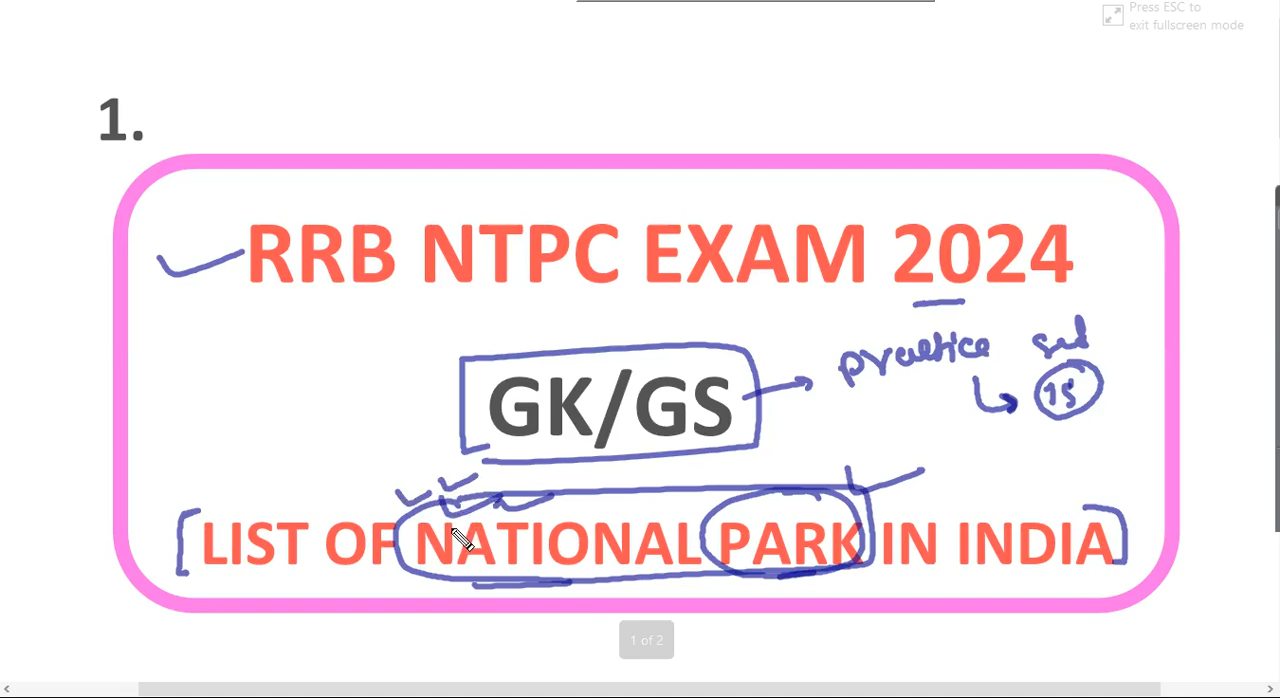 Press ESC to
exit fullscreen mode
1.
RRB NTPC EXAM 2024
practice set
GK/GS
15
LIST OF NATIONAL PARK IN INDIA
1 of 2